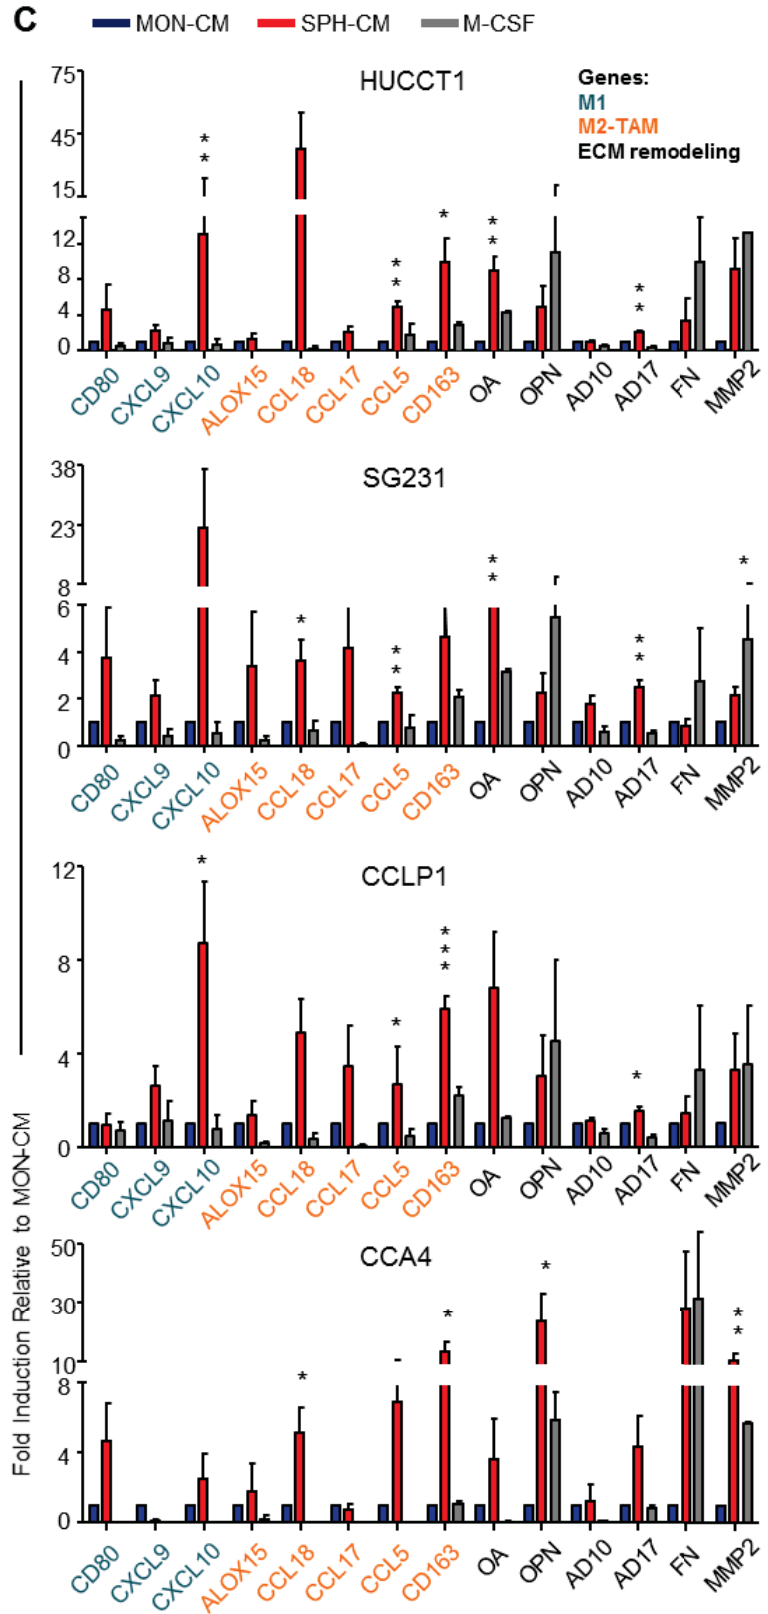 C
MON-CM SPH-CM M-CSF
HUCCT1
Genes:
M1
M2-TAM
ECM remodeling
75
45
15
12
8
4
0
* *
* *
*
* *
* *
CD80 CXCL9 CXCL10 ALOX15 CCL18 CCL17 CCL5 CD163 OA OPN AD10 AD17 FN MMP2
SG231
38
23
8
6
4
2
0
*
* *
* *
* *
*
CD80 CXCL9 CXCL10 ALOX15 CCL18 CCL17 CCL5 CD163 OA OPN AD10 AD17 FN MMP2
CCLP1
12
8
4
0
*
*
* * *
*
CD80 CXCL9 CXCL10 ALOX15 CCL18 CCL17 CCL5 CD163 OA OPN AD10 AD17 FN MMP2
CCA4
50
30
10
8
4
0
*
*
*
* *
CD80 CXCL9 CXCL10 ALOX15 CCL18 CCL17 CCL5 CD163 OA OPN AD10 AD17 FN MMP2
Fold Induction Relative to MON-CM